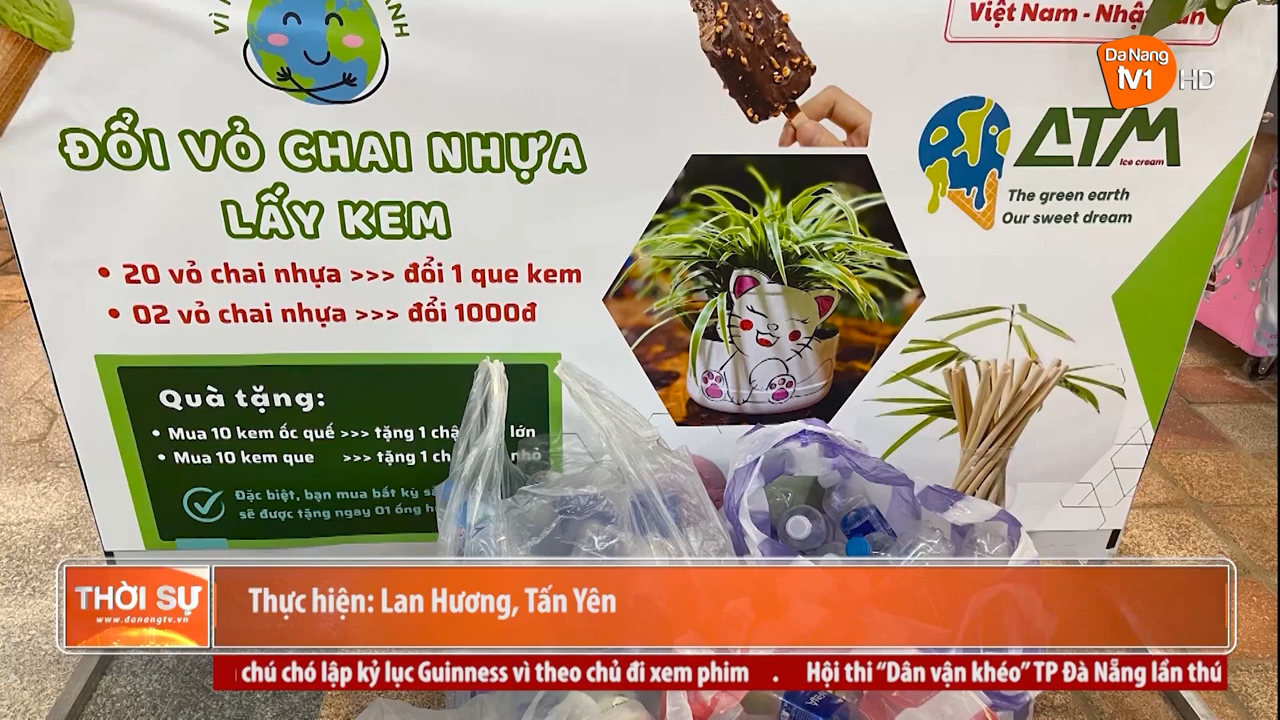 Việt Nam - Nhật
Da Nang
tv1 HD
VÌ
ĐỔI VỎ CHAI NHỰA
LẤY KEM
• 20 vỏ chai nhựa >>> đổi 1 que kem
• 02 vỏ chai nhựa >>> đổi 1000đ
ATM
Ice cream
The green earth
Our sweet dream
Quà tặng:
• Mua 10 kem ốc quế >>> tặng 1 lớn
• Mua 10 kem que >>> tặng 1 nhỏ
Đặc biệt, bạn mua bất kỳ
sẽ được tặng ngay 01 ống
THỜI SỰ
www.danangtv.vn
Thực hiện: Lan Hương, Tấn Yên
chú chó lập kỷ lục Guinness vì theo chủ đi xem phim . Hội thi “Dân vận khéo” TP Đà Nẵng lần thứ